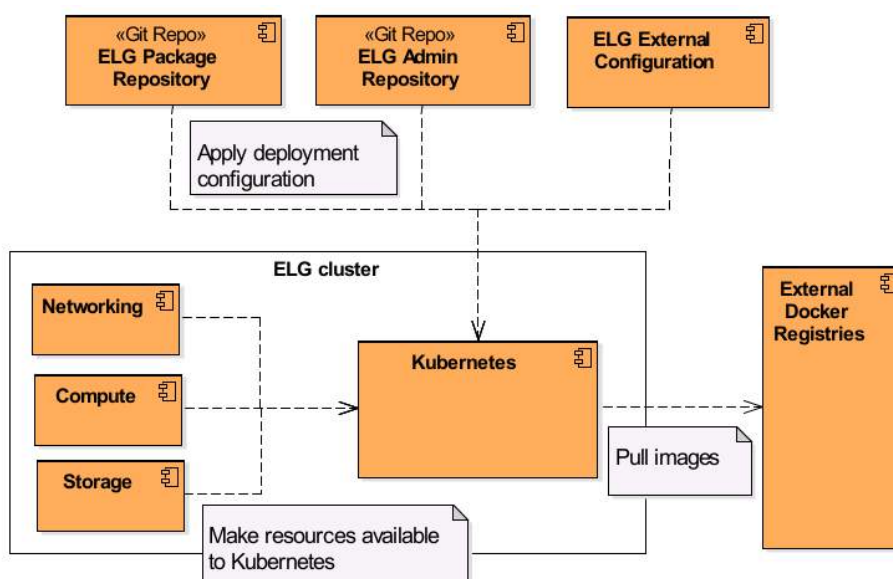 «Git Repo»
ELG Package
Repository
«Git Repo»
ELG Admin
Repository
ELG External
Configuration
Apply deployment
configuration
ELG cluster
Networking
Compute
Storage
Kubernetes
External
Docker
Registries
Pull images
Make resources available
to Kubernetes